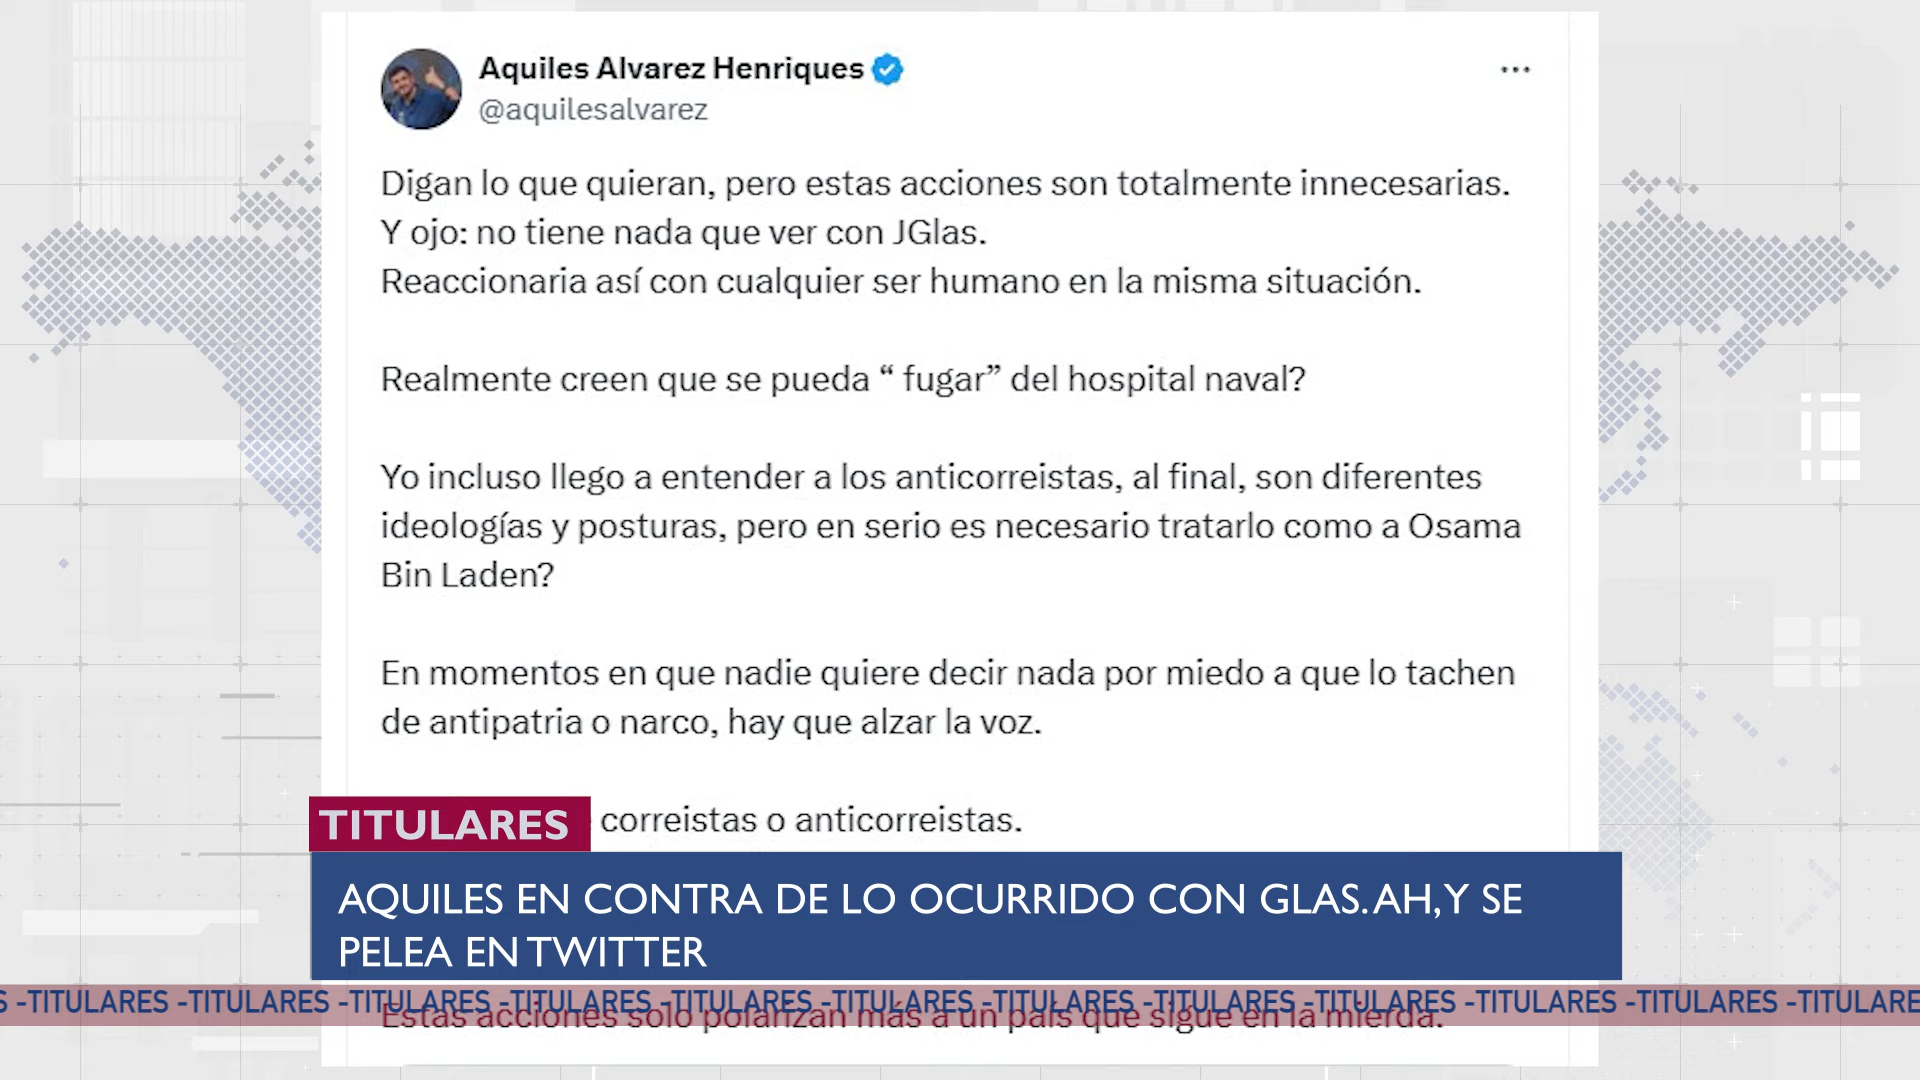 Aquiles Alvarez Henriques
@aquilesalvarez
Digan lo que quieran, pero estas acciones son totalmente innecesarias.
Y ojo: no tiene nada que ver con JGlas.
Reaccionaria así con cualquier ser humano en la misma situación.
Realmente creen que se pueda “ fugar” del hospital naval?
Yo incluso llego a entender a los anticorreistas, al final, son diferentes
ideologías y posturas, pero en serio es necesario tratarlo como a Osama
Bin Laden?
En momentos en que nadie quiere decir nada por miedo a que lo tachen
de antipatria o narco, hay que alzar la voz.
correistas o anticorreistas.
TITULARES
AQUILES EN CONTRA DE LO OCURRIDO CON GLAS. AH, Y SE
PELEA EN TWITTER
S -TITULARES -TITULARES -TITULARES -TITULARES -TITULARES -TITULARES -TITULARES -TITULARES -TITULARES -TITULARES -TITULARES -TITULARE
Estas acciones solo polarizan más a un país que sigue en la mierda.